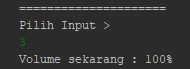 =====================
Pilih Input >
3
Volume sekarang : 100%